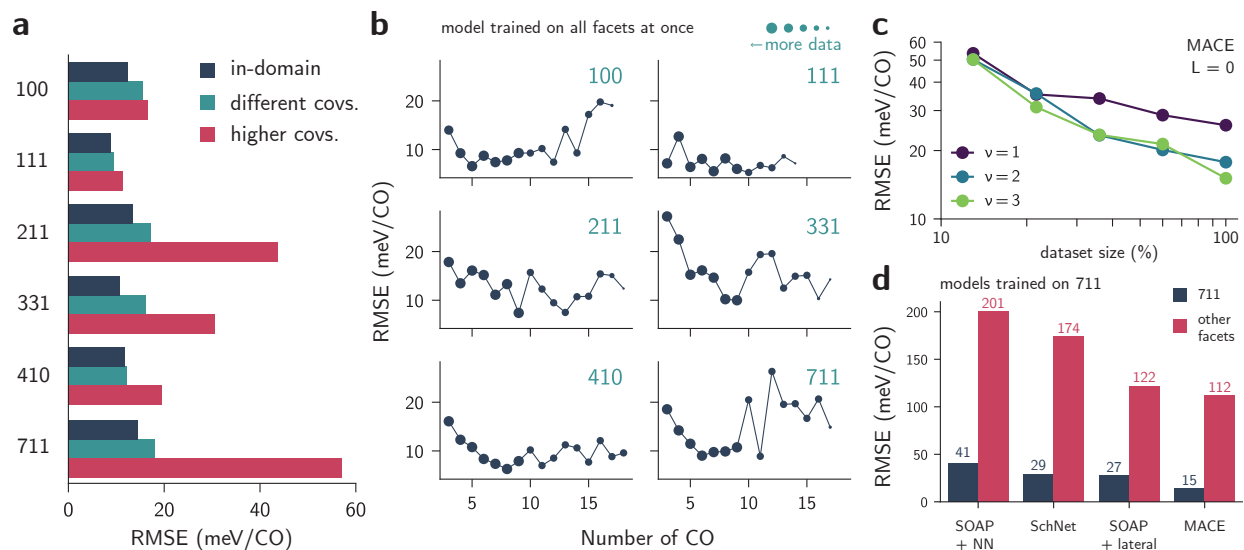 a
100
111
211
331
410
711
in-domain
different covs.
higher covs.
0
20
40
60
RMSE (meV/CO)
b
model trained on all facets at once
←more data
RMSE (meV/CO)
20
10
100
111
20
10
211
331
20
10
410
711
5
10
15
5
10
15
Number of CO
c
MACE
L = 0
RMSE (meV/CO)
60
50
40
30
20
10
ν = 1
ν = 2
ν = 3
10
100
dataset size (%)
d
models trained on 711
711
other
facets
RMSE (meV/CO)
200
150
100
50
0
41
201
29
174
27
122
15
112
SOAP
+ NN
SchNet
SOAP
+ lateral
MACE